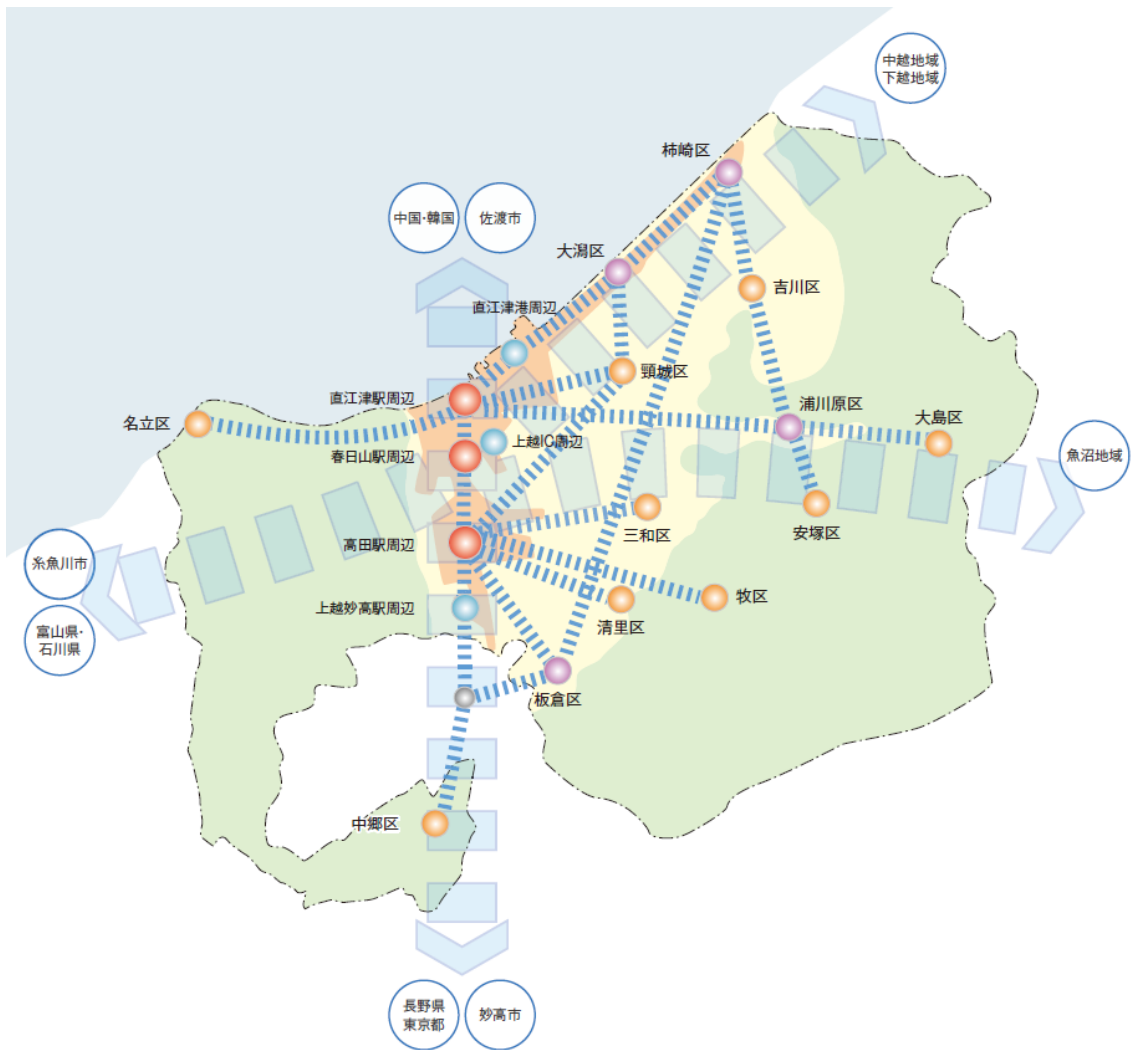 中越地域
下越地域
柿崎区
中国・韓国
佐渡市
大潟区
吉川区
直江津港周辺
頸城区
直江津駅周辺
浦川原区
大島区
名立区
上越IC周辺
春日山駅周辺
魚沼地域
三和区
安塚区
高田駅周辺
糸魚川市
牧区
上越妙高駅周辺
清里区
富山県・
石川県
板倉区
中郷区
長野県
東京都
妙高市